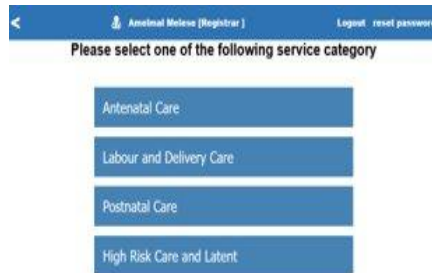 <
Amelmal Melese [Registrar ] Logout reset password
Please select one of the following service category
Antenatal Care
Labour and Delivery Care
Postnatal Care
High Risk Care and Latent